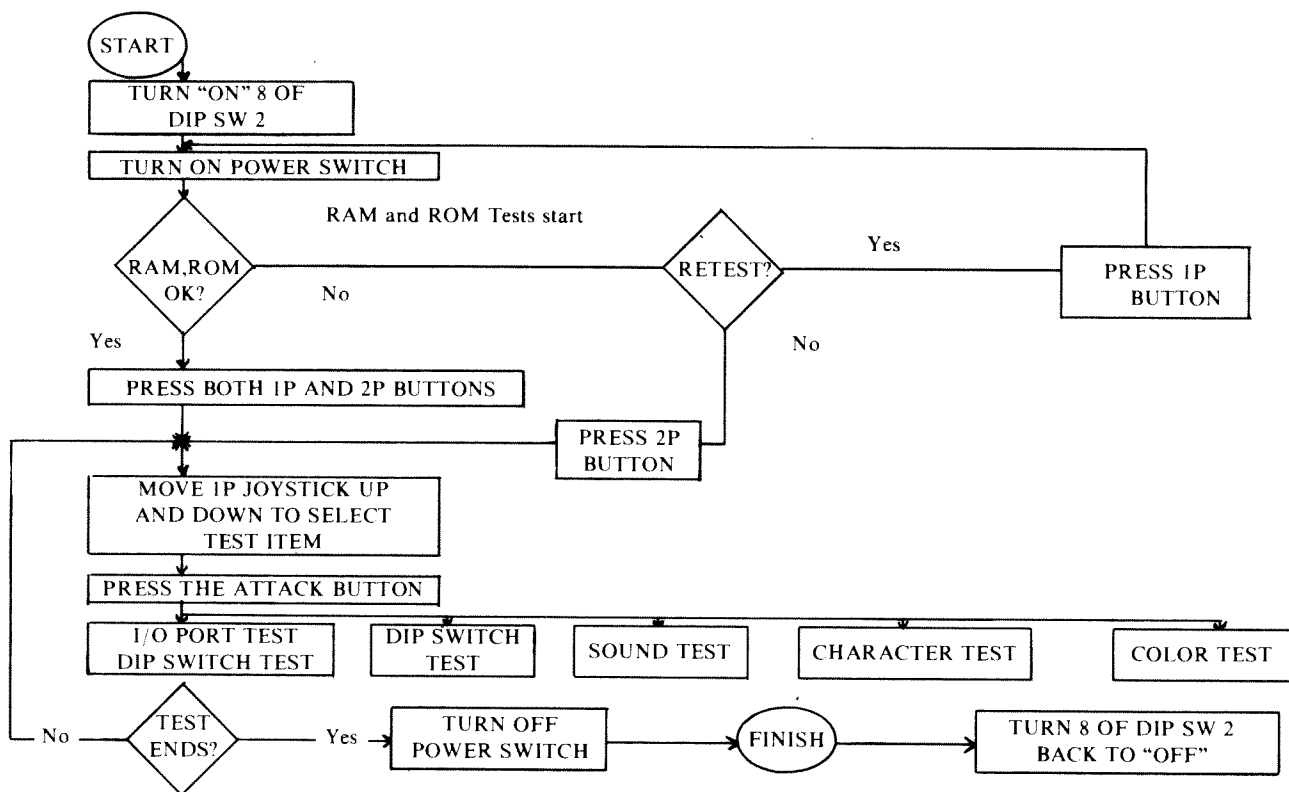 START
TURN “ON” 8 OF
DIP SW 2
TURN ON POWER SWITCH
RAM and ROM Tests start
RAM,ROM
OK?
No
Yes
RETEST?
Yes
No
PRESS 1P
BUTTON
PRESS BOTH 1P AND 2P BUTTONS
PRESS 2P
BUTTON
MOVE 1P JOYSTICK UP
AND DOWN TO SELECT
TEST ITEM
PRESS THE ATTACK BUTTON
I/O PORT TEST
DIP SWITCH TEST
DIP SWITCH
TEST
SOUND TEST
CHARACTER TEST
COLOR TEST
No
TEST
ENDS?
Yes
TURN OFF
POWER SWITCH
FINISH
TURN 8 OF DIP SW 2
BACK TO “OFF”